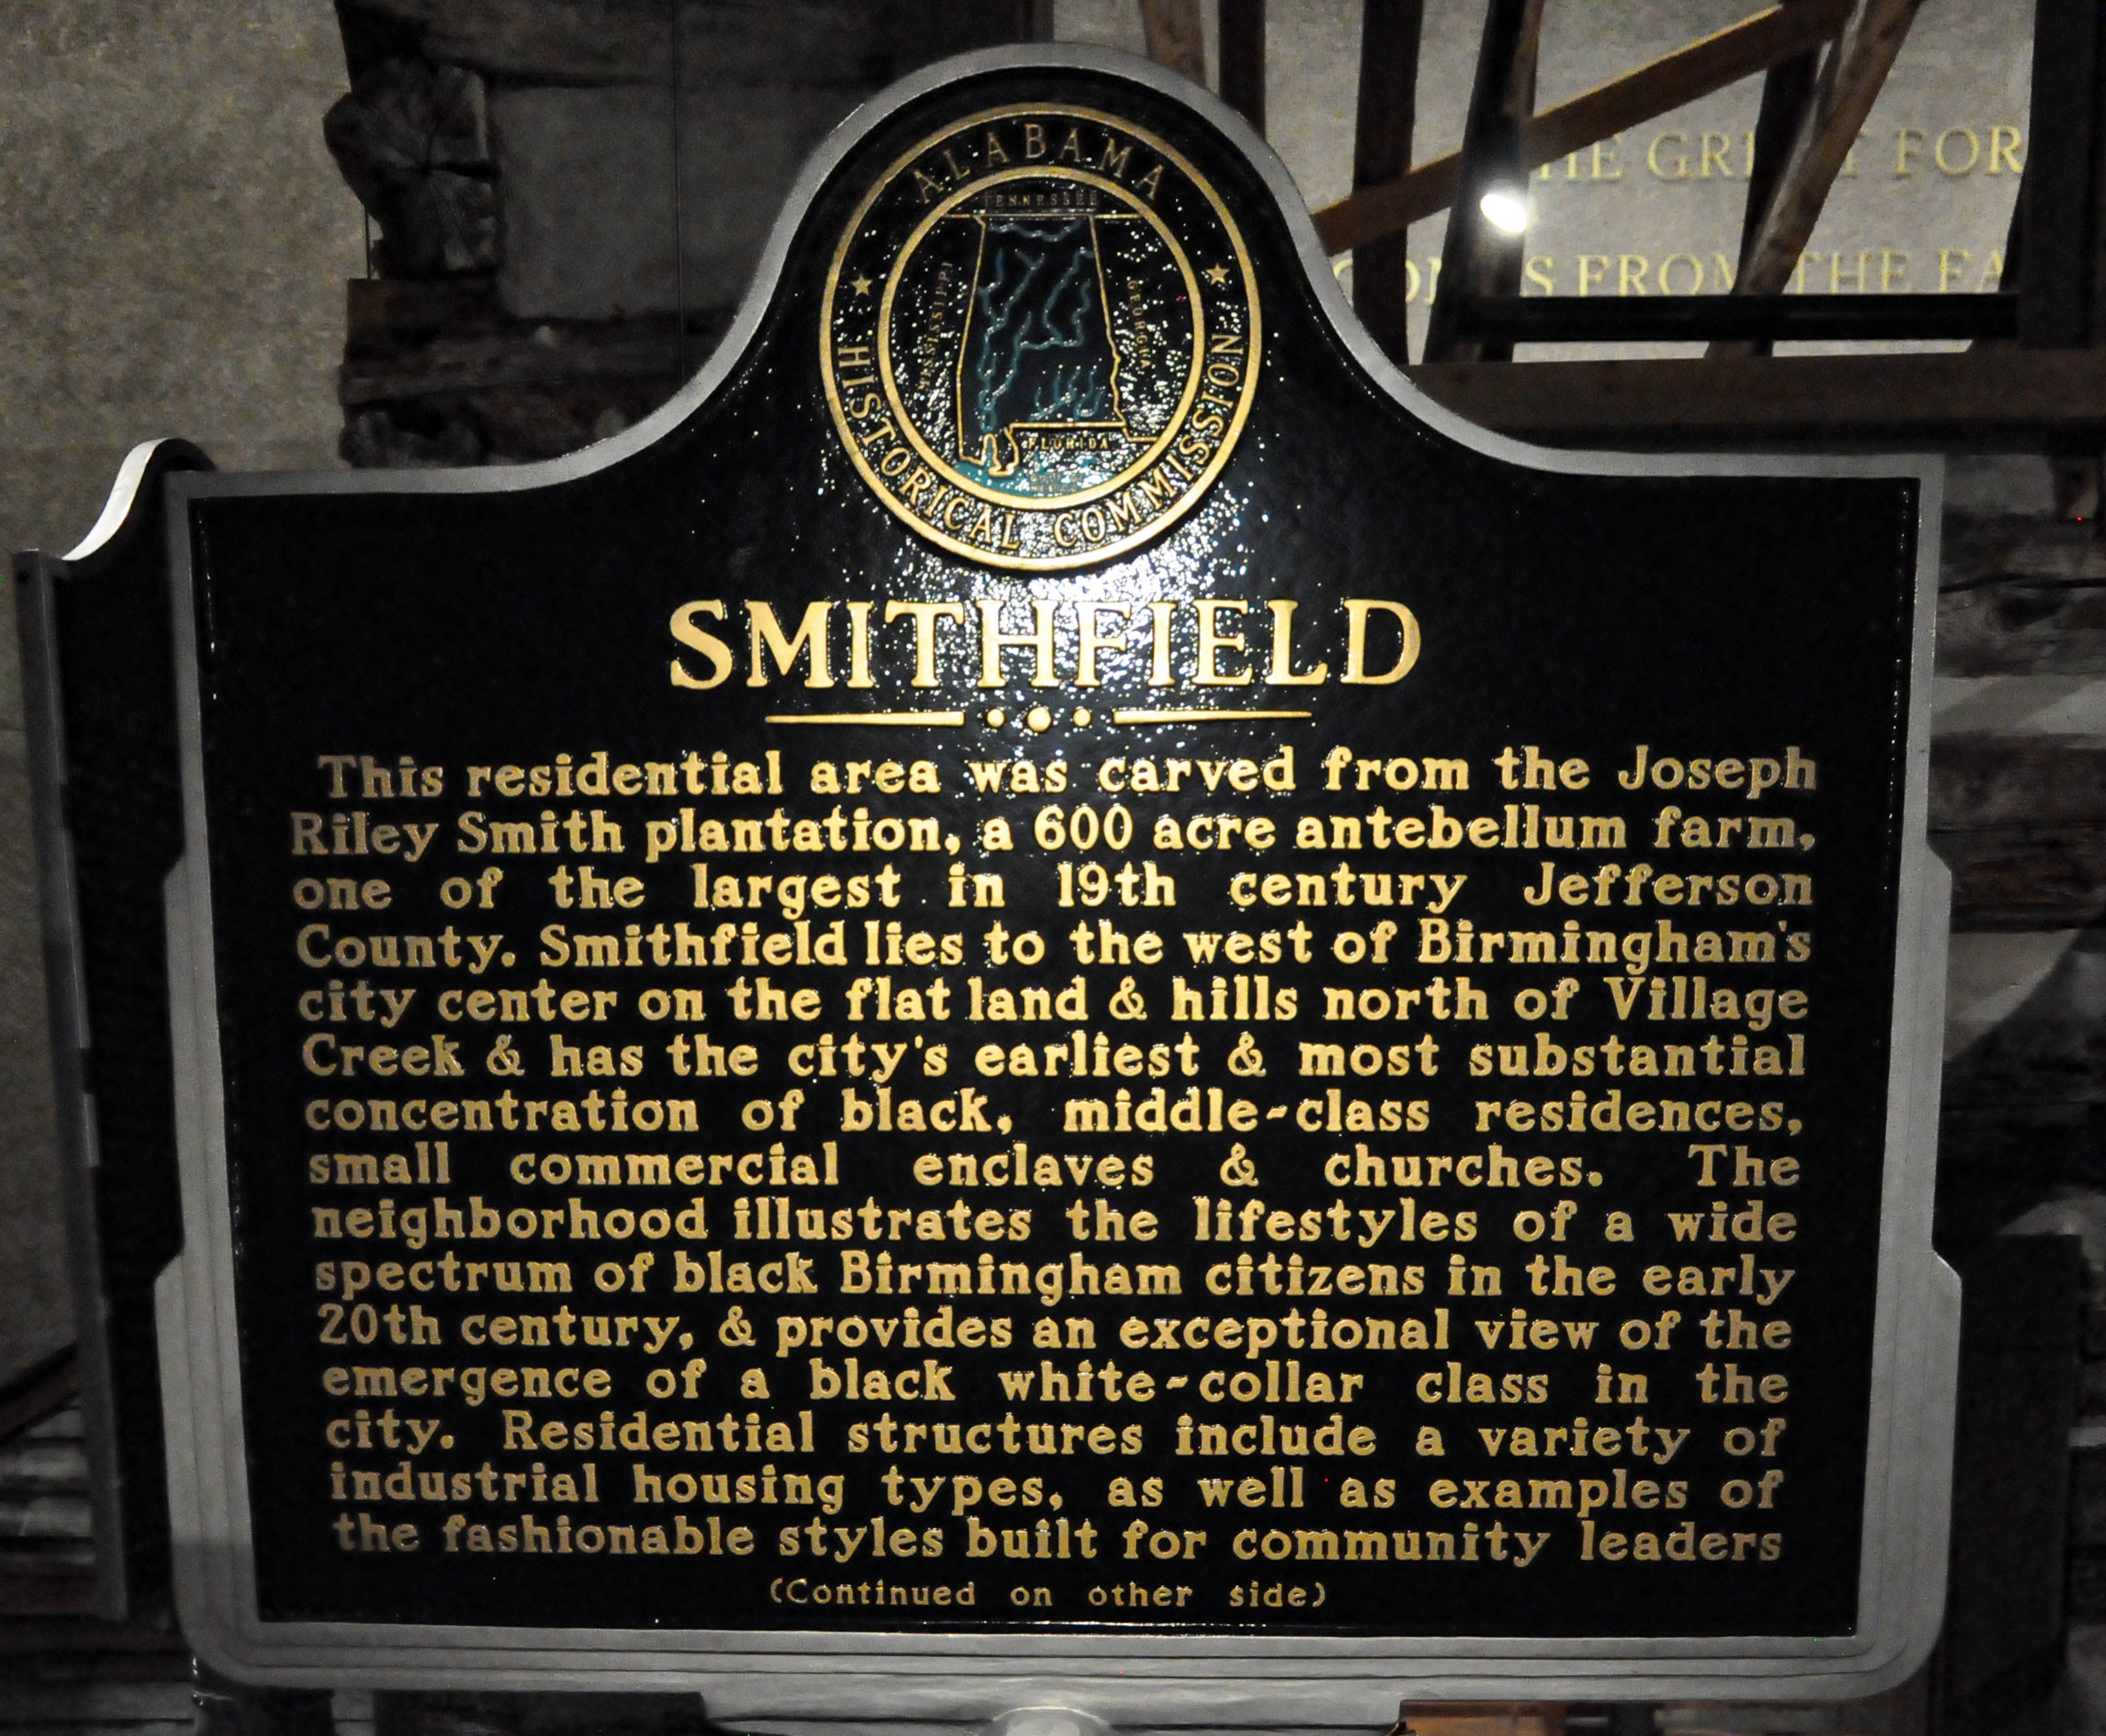 HE GR T FOR
S FROM THE FA
ALABAMA
HISTORICAL COMMISSION
TENNESSEE
MISSISSIPPI
GEORGIA
FLORIDA
SMITHFIELD
This residential area was carved from the Joseph
Riley Smith plantation, a 600 acre antebellum farm,
one of the largest in 19th century Jefferson
County. Smithfield lies to the west of Birmingham's
city center on the flat land & hills north of Village
Creek & has the city's earliest & most substantial
concentration of black, middle-class residences,
small commercial enclaves & churches. The
neighborhood illustrates the lifestyles of a wide
spectrum of black Birmingham citizens in the early
20th century, & provides an exceptional view of the
emergence of a black white-collar class in the
city. Residential structures include a variety of
industrial housing types, as well as examples of
the fashionable styles built for community leaders
(Continued on other side)